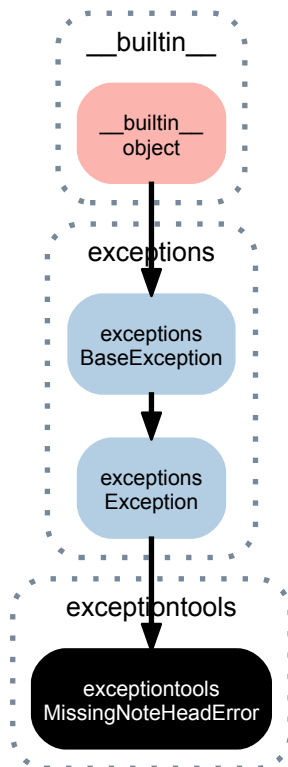 __builtin__
__builtin__
object
exceptions
exceptions
BaseException
exceptions
Exception
exceptiontools
exceptiontools
MissingNoteHeadError